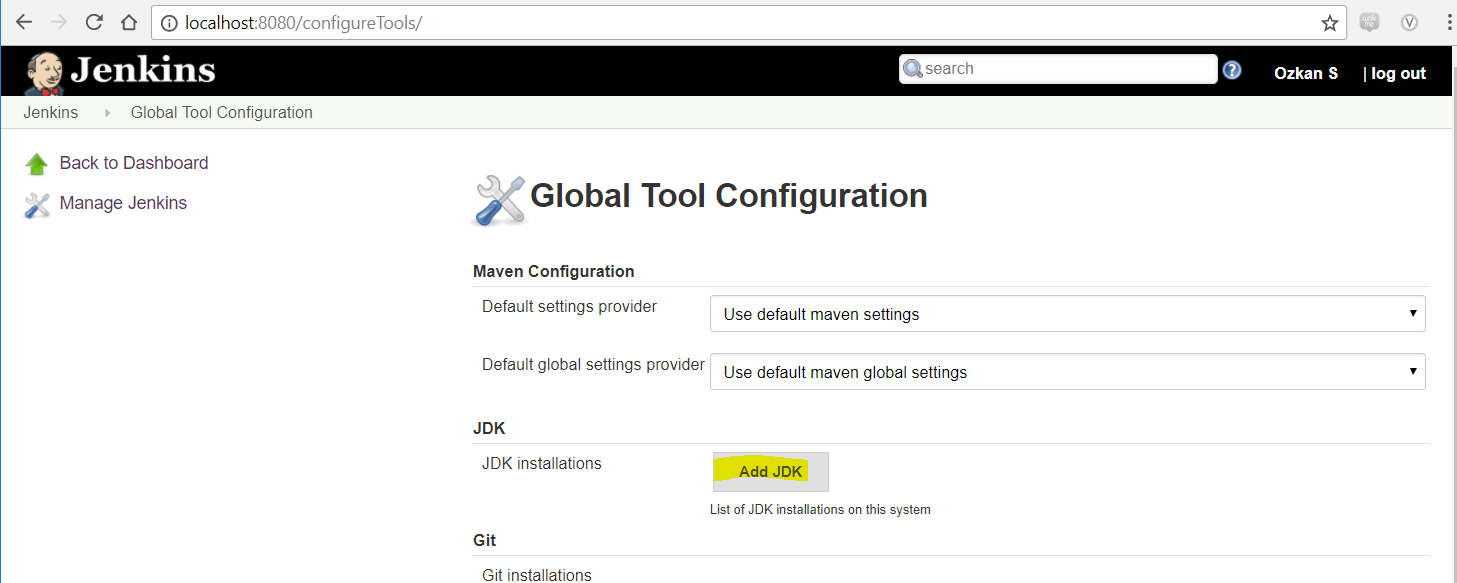 localhost:8080/configureTools/
Jenkins
search
Ozkan S | log out
Jenkins Global Tool Configuration
Back to Dashboard
Manage Jenkins
Global Tool Configuration
Maven Configuration
Default settings provider Use default maven settings
Default global settings provider Use default maven global settings
JDK
JDK installations Add JDK
List of JDK installations on this system
Git
Git installations